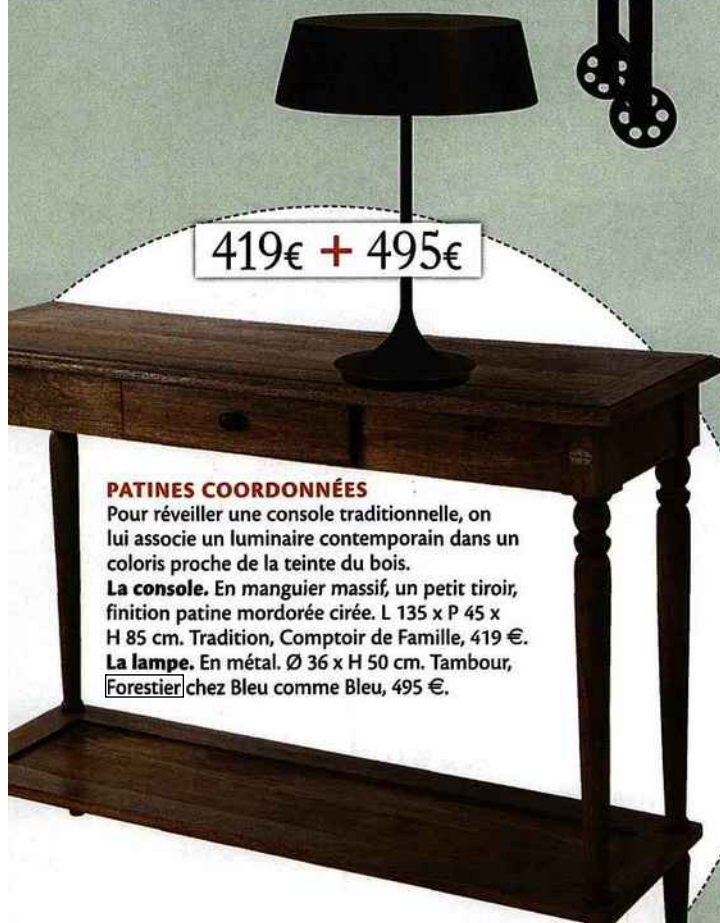 419€ + 495€
PATINES COORDONNÉES
Pour réveiller une console traditionnelle, on
lui associe un luminaire contemporain dans un
coloris proche de la teinte du bois.
La console. En manguier massif, un petit tiroir,
finition patine mordorée cirée. L 135 x P 45 x
H 85 cm. Tradition, Comptoir de Famille, 419 €.
La lampe. En métal. Ø 36 x H 50 cm. Tambour,
Forestier chez Bleu comme Bleu, 495 €.